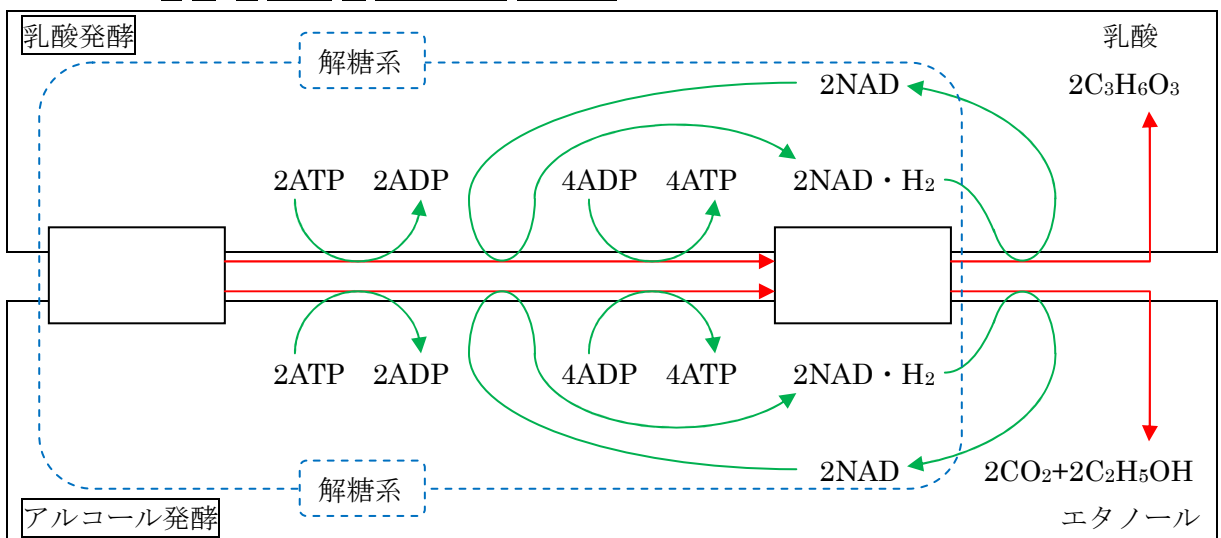 乳酸発酵
解糖系
乳酸
2NAD
2C₃H₆O₃
2ATP 2ADP 4ADP 4ATP 2NAD・H₂
2ATP 2ADP 4ADP 4ATP 2NAD・H₂
2NAD
2CO₂+2C₂H₅OH
解糖系
アルコール発酵
エタノール